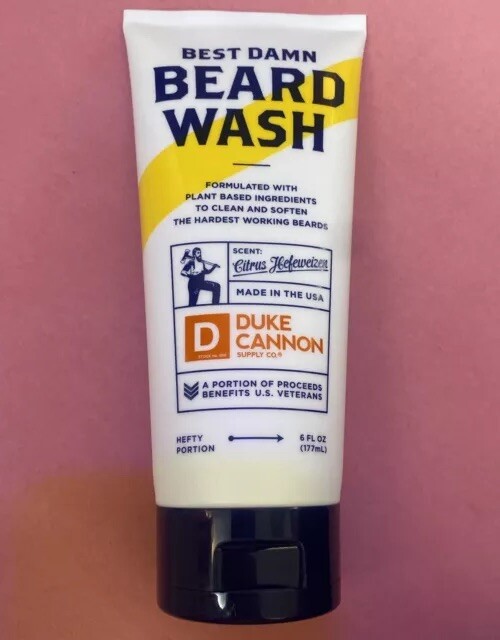 BEST DAMN
BEARD
WASH
FORMULATED WITH
PLANT BASED INGREDIENTS
TO CLEAN AND SOFTEN
THE HARDEST WORKING BEARDS
SCENT:
Citrus Hefeweizen
MADE IN THE USA
D
DUKE
CANNON
SUPPLY CO.®
A PORTION OF PROCEEDS
BENEFITS U.S. VETERANS
HEFTY
PORTION
6 FL OZ
(177mL)